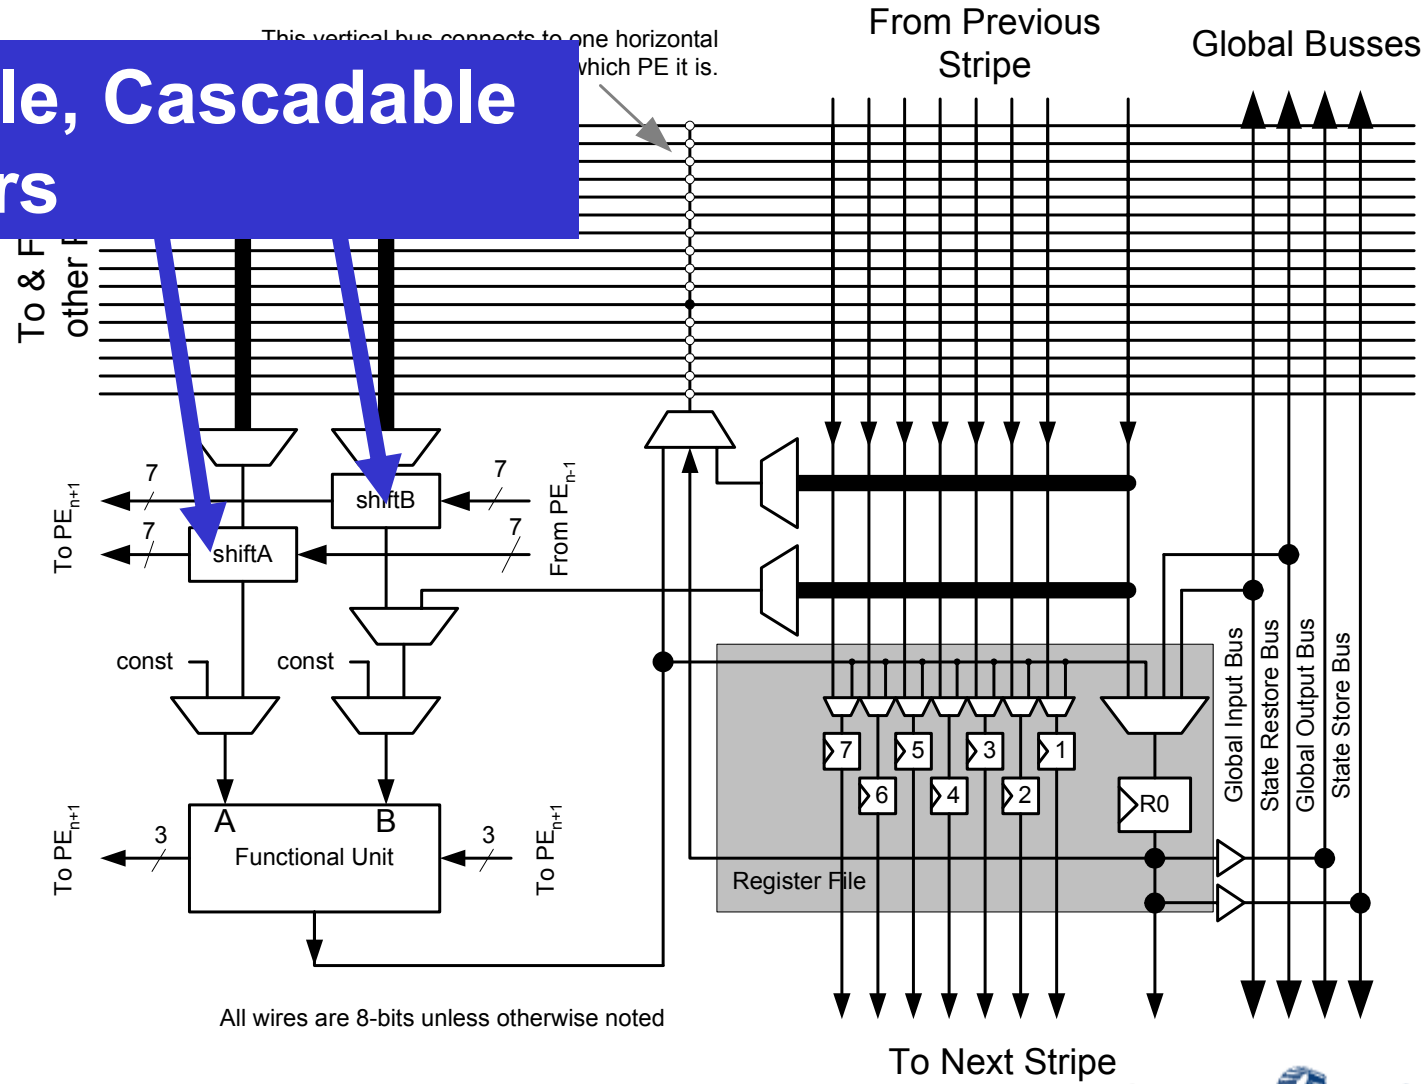 This vertical bus connects to one horizontal
which PE it is.
From Previous
Stripe
Global Busses
le, Cascadable
rs
To & F
other
7
7
To PEn+1
shiftB
shiftA
7
7
From PEn-1
const
const
A
B
Functional Unit
3
3
To PEn+1
To PEn+1
7
5
3
1
6
4
2
R0
Register File
Global Input Bus
State Restore Bus
Global Output Bus
State Store Bus
All wires are 8-bits unless otherwise noted
To Next Stripe